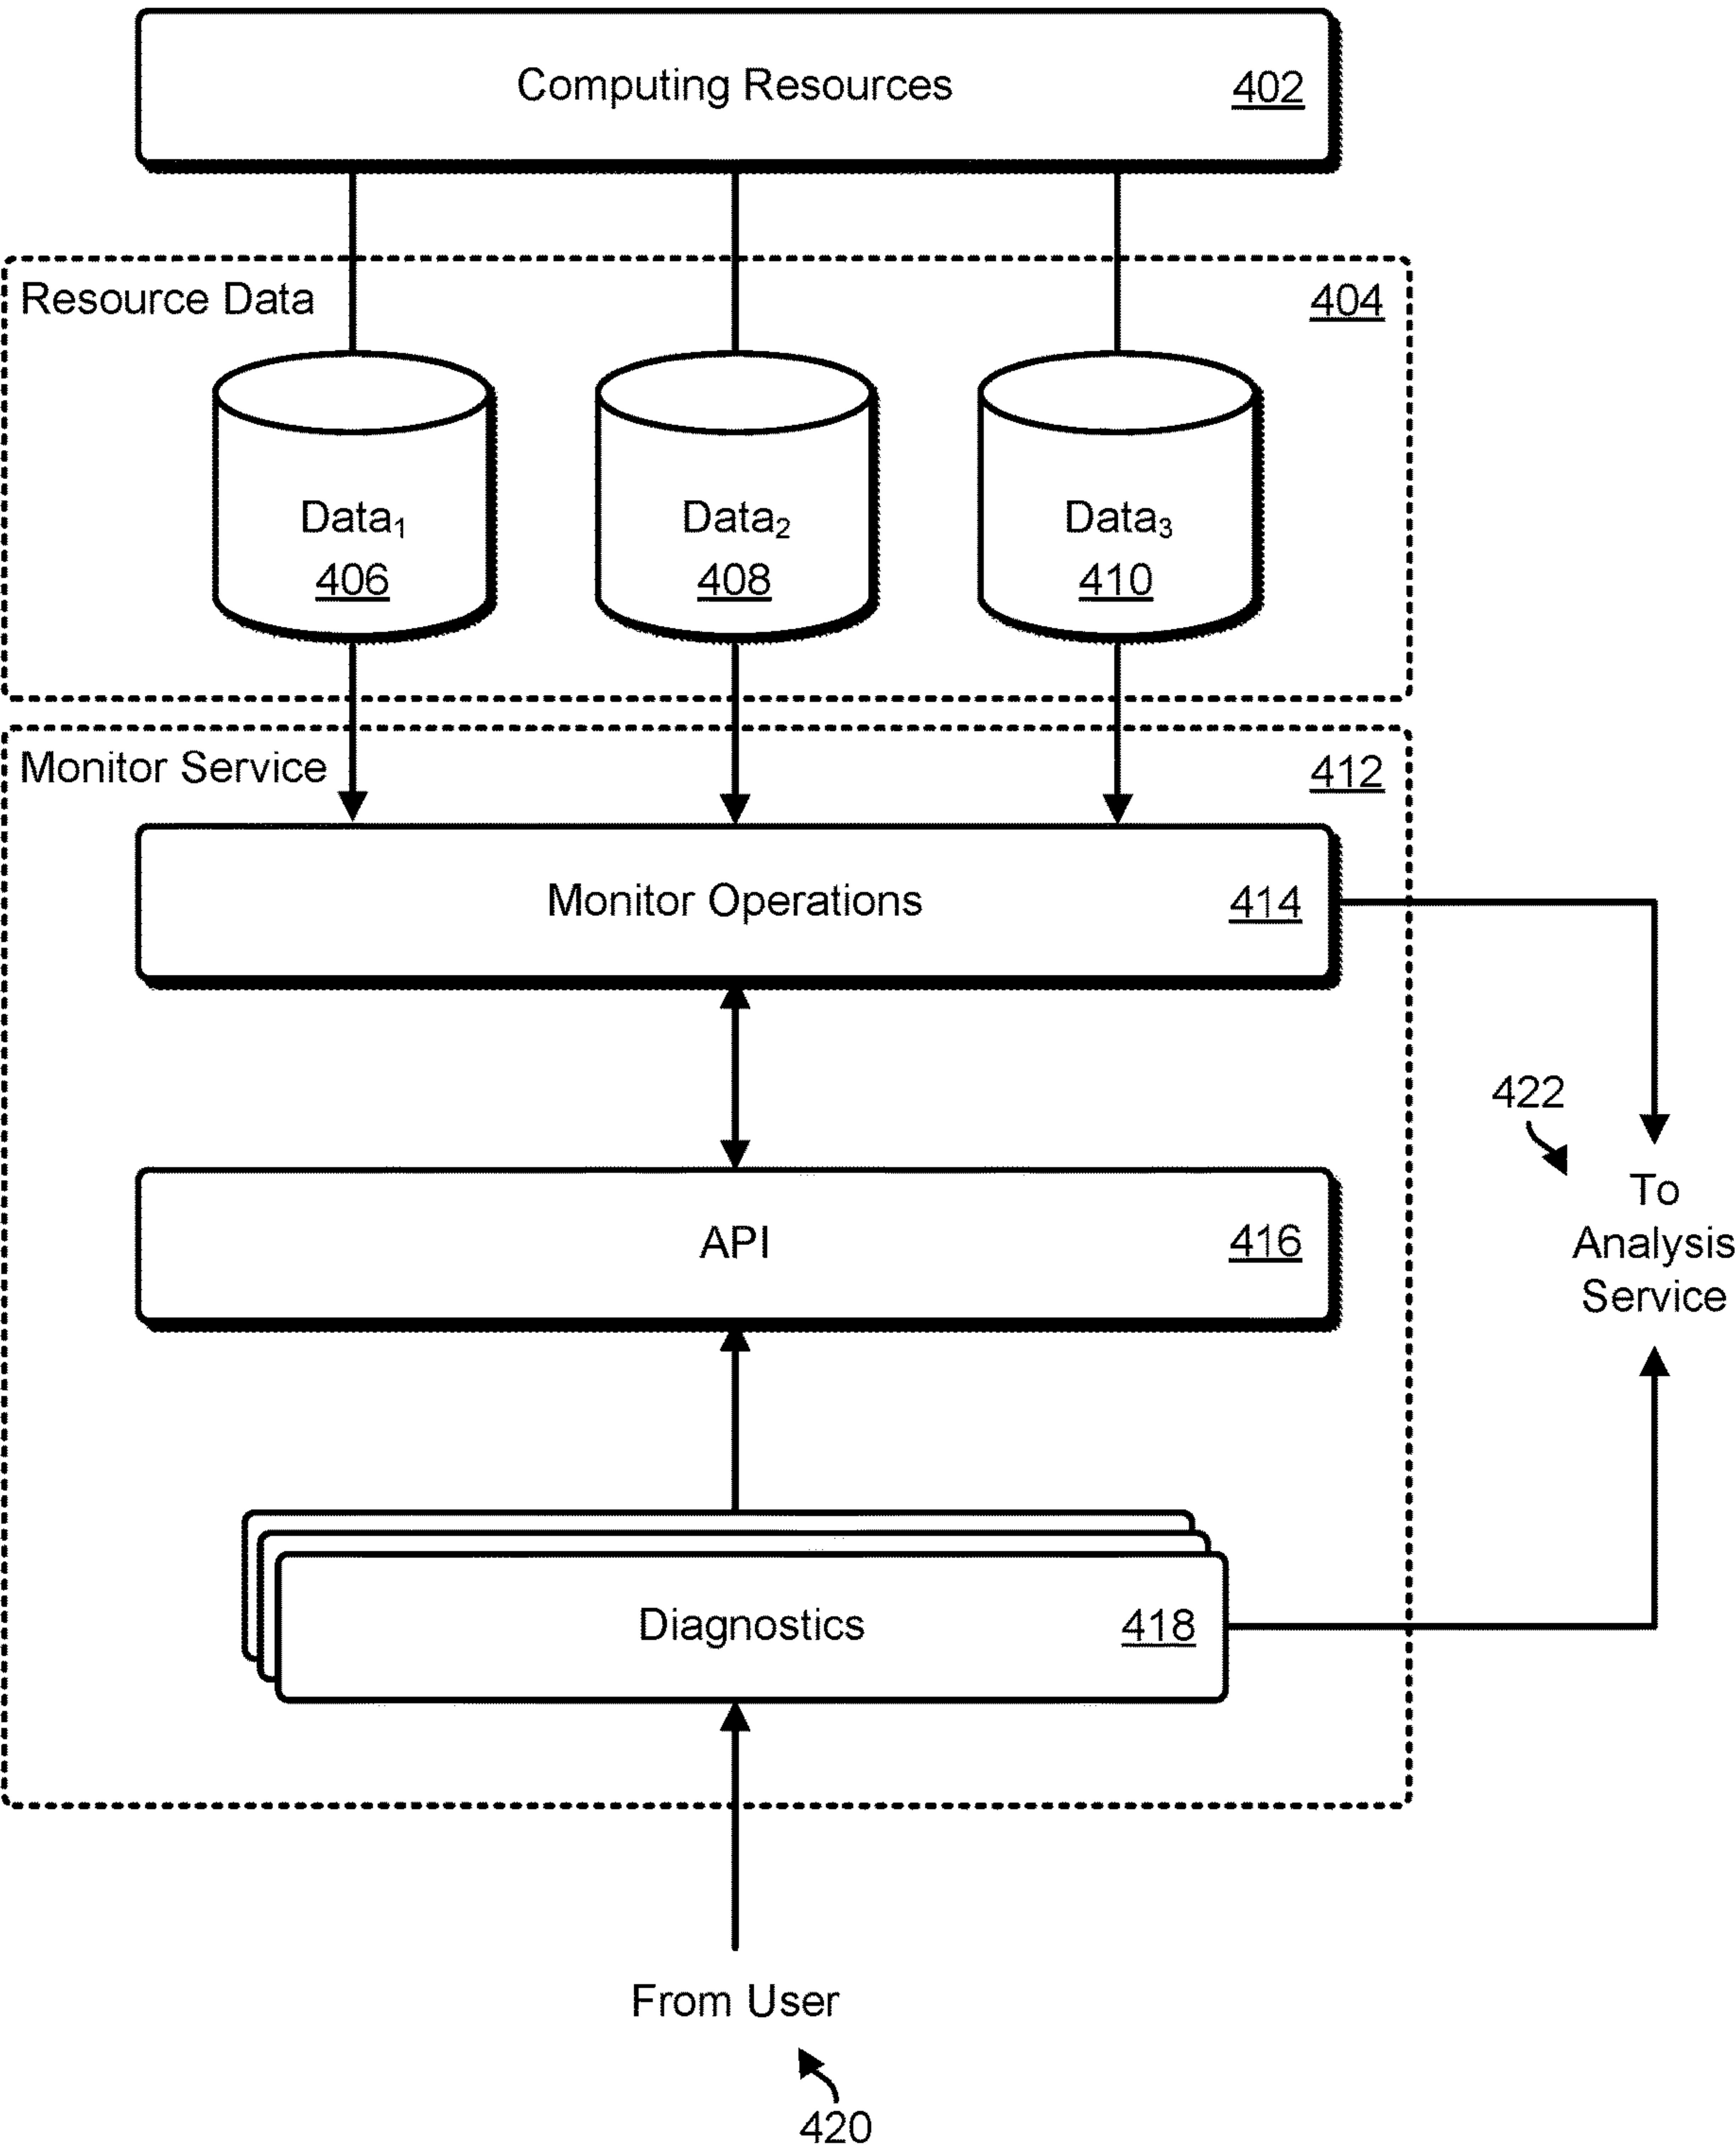 Computing Resources 402
Resource Data 404
Data₁ Data₂ Data₃
406 408 410
Monitor Service 412
Monitor Operations 414
422
To
Analysis
Service
API 416
Diagnostics 418
From User
420